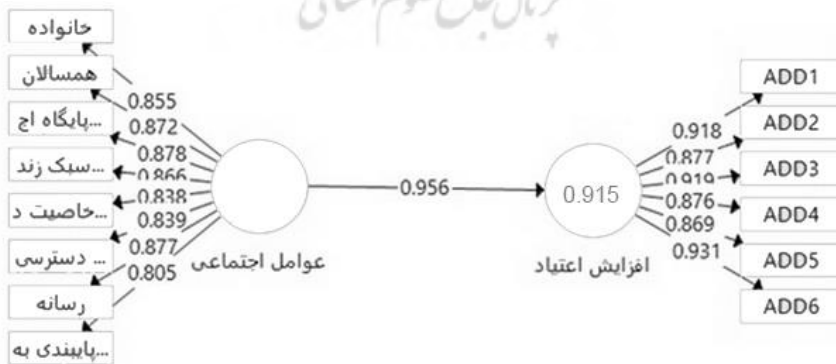 خانواده
همسالان
پایگاه اج...
سبک زند...
خاصیت د...
دسترسی ...
رسانه
پایبندی به...
0.855
0.872
0.878
0.866
0.838
0.839
0.877
0.805
عوامل اجتماعی
0.956
0.915
افزایش اعتیاد
0.918
0.877
0.919
0.876
0.869
0.931
ADD1
ADD2
ADD3
ADD4
ADD5
ADD6